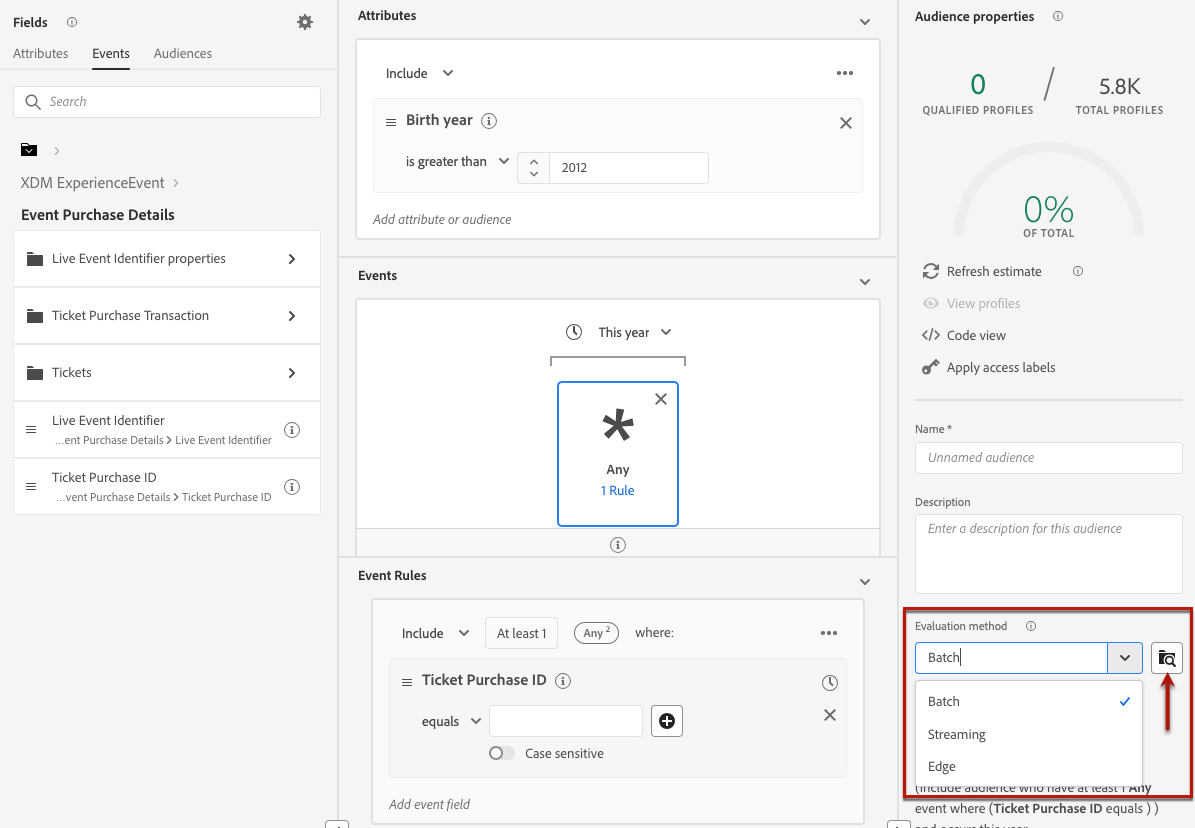 Fields
Attributes
Events
Audiences
Search
XDM ExperienceEvent
Event Purchase Details
Live Event Identifier properties
Ticket Purchase Transaction
Tickets
Live Event Identifier
...ent Purchase Details > Live Event Identifier
Ticket Purchase ID
...vent Purchase Details > Ticket Purchase ID
Attributes
Include
Birth year
is greater than
2012
Add attribute or audience
Events
This year
Any
1 Rule
Event Rules
Include
At least 1
Any 2
where:
Ticket Purchase ID
equals
Case sensitive
Add event field
Audience properties
0
/
5.8K
QUALIFIED PROFILES
TOTAL PROFILES
0%
OF TOTAL
Refresh estimate
View profiles
Code view
Apply access labels
Name *
Unnamed audience
Description
Enter a description for this audience
Evaluation method
Batch
Batch
Streaming
Edge
(Include audience who have at least 1 Any
event where (Ticket Purchase ID equals ) )
and occurs this year